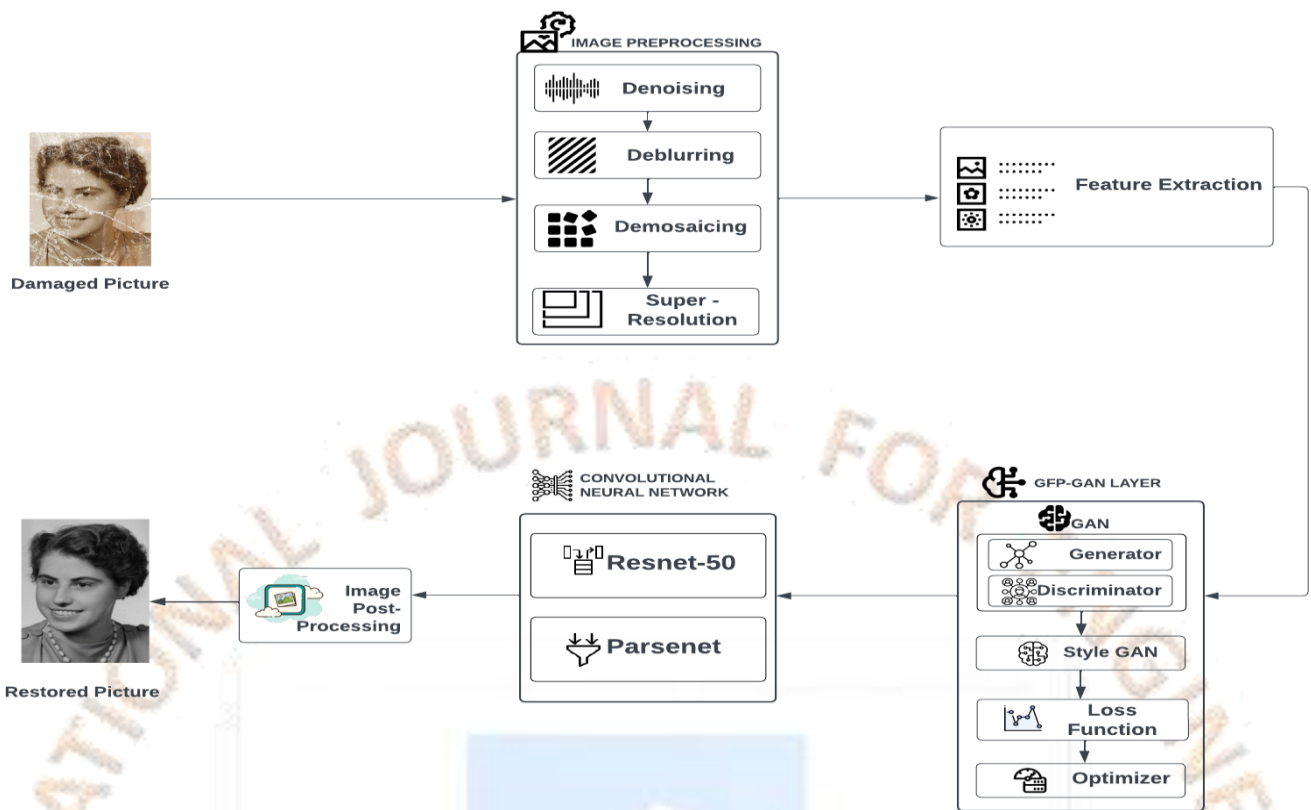 IMAGE PREPROCESSING
Denoising
Deblurring
Demosaicing
Super -
Resolution
Damaged Picture
Feature Extraction
JOURNAL FOR
GFP-GAN LAYER
GAN
Generator
Discriminator
Style GAN
Loss
Function
Optimizer
CONVOLUTIONAL
NEURAL NETWORK
Resnet-50
Parsenet
Image
Post-
Processing
Restored Picture